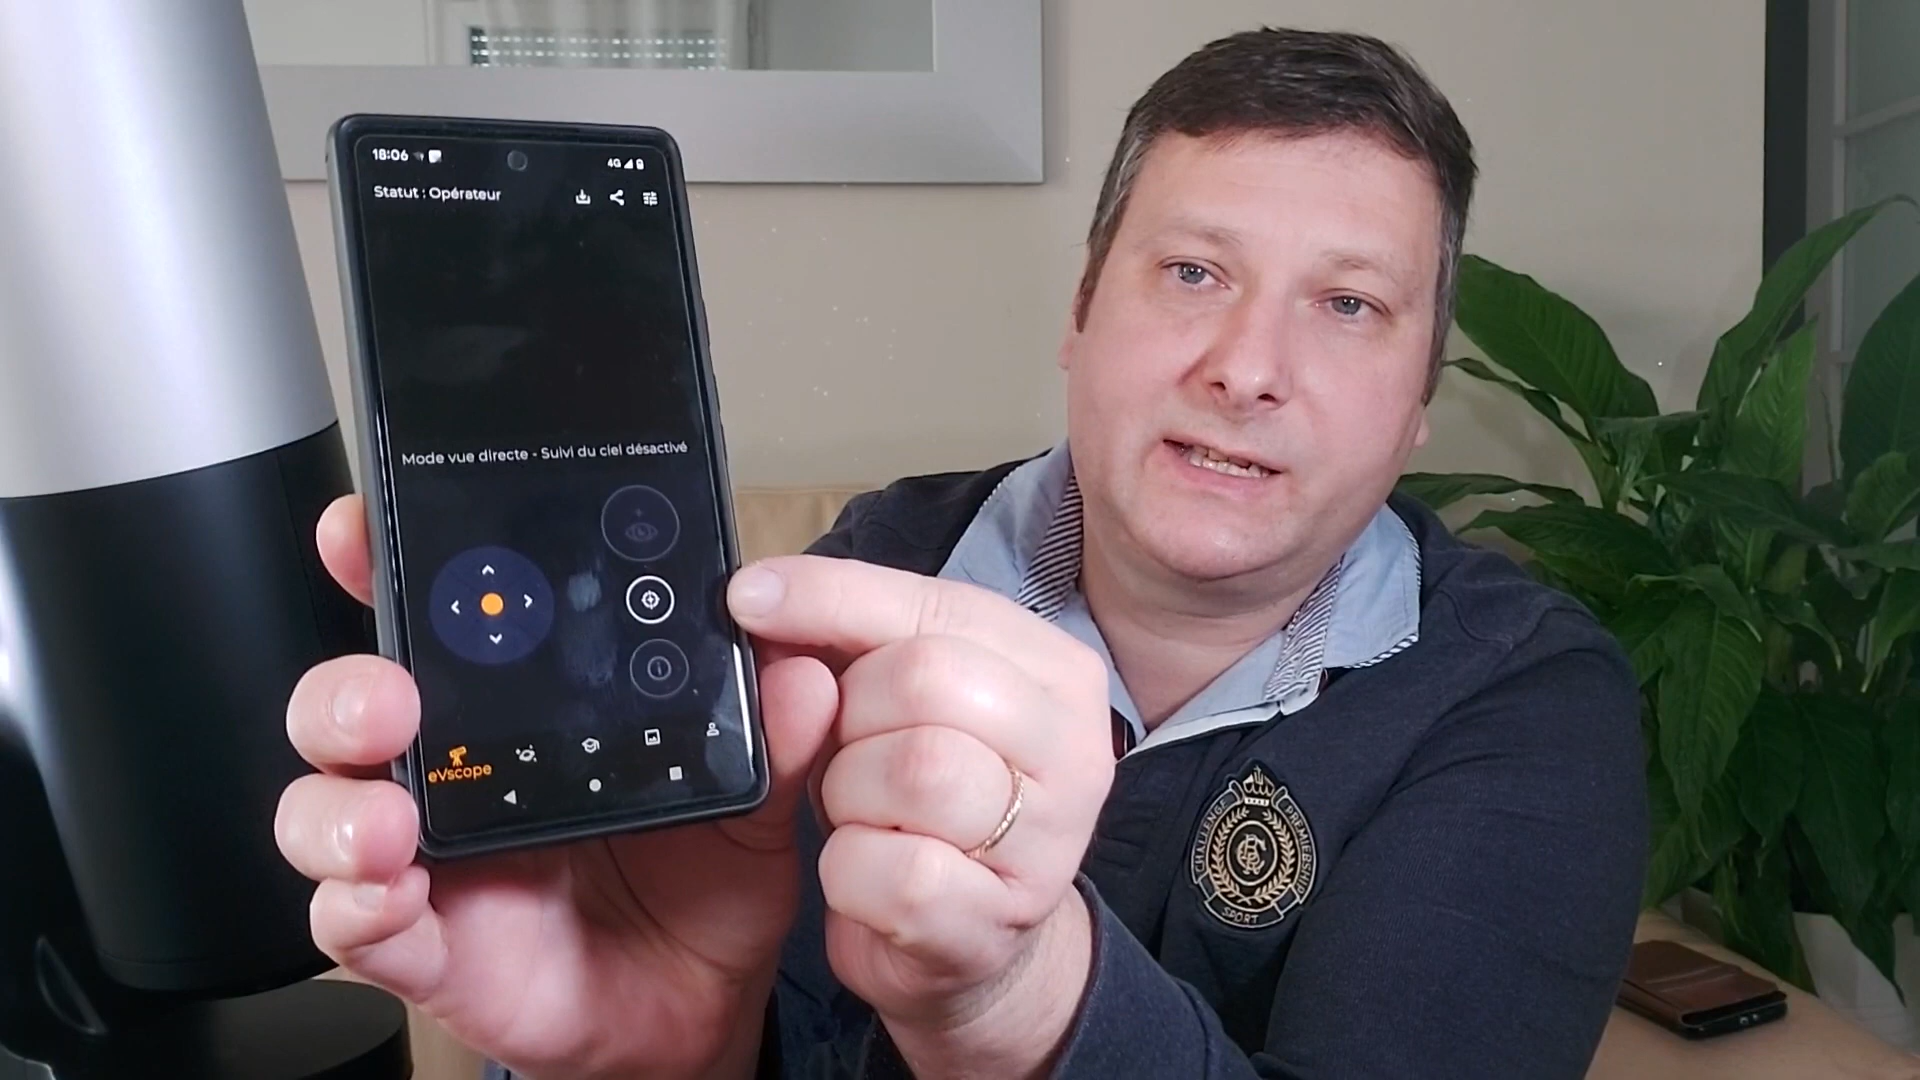 18:06
4G
Statut : Opérateur
Mode vue directe - Suivi du ciel désactivé
eVscope
CHALLENGE
PREMIERSHIP
SPORT